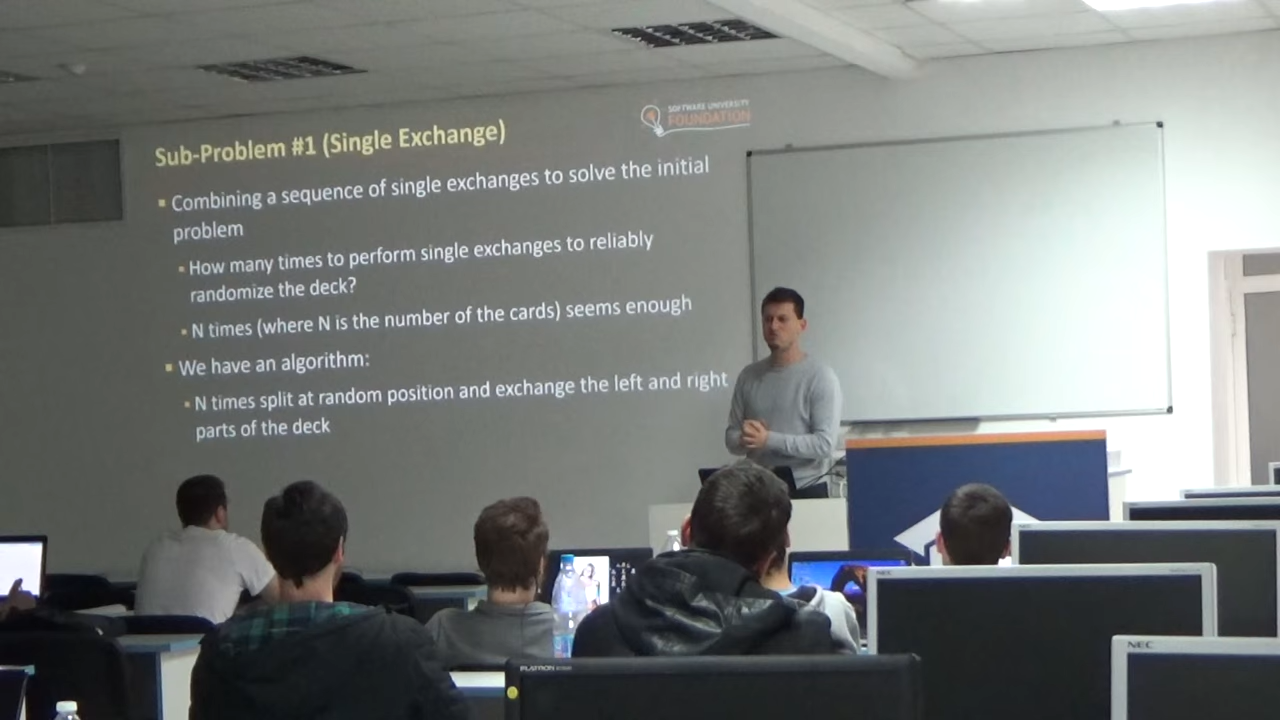 SOFTWARE UNIVERSITY
FOUNDATION
Sub-Problem #1 (Single Exchange)
▪ Combining a sequence of single exchanges to solve the initial
problem
▪ How many times to perform single exchanges to reliably
randomize the deck?
▪ N times (where N is the number of the cards) seems enough
▪ We have an algorithm:
▪ N times split at random position and exchange the left and right
parts of the deck
NEC
NEC
FLATRON